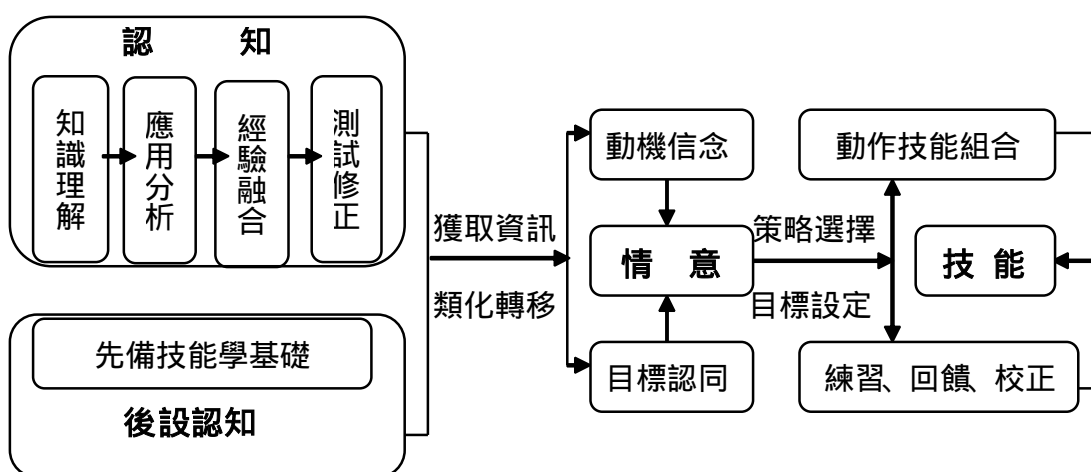 認 知
知識理解
應用分析
經驗融合
測試修正
先備技能學基礎
後設認知
獲取資訊
類化轉移
動機信念
情 意
目標認同
策略選擇
目標設定
動作技能組合
技 能
練習、回饋、校正